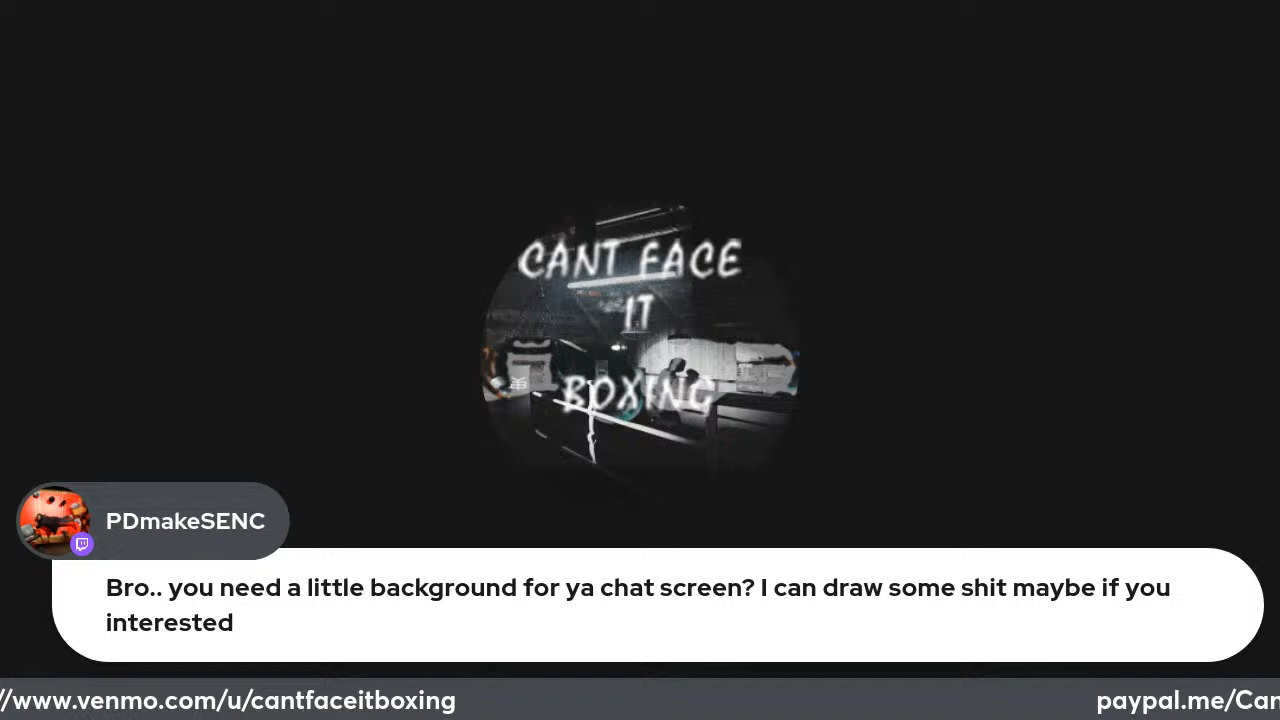 CANT FACE
IT
BOXING
PDmakeSENC
Bro.. you need a little background for ya chat screen? I can draw some shit maybe if you
interested
//www.venmo.com/u/cantfaceitboxing
paypal.me/Can